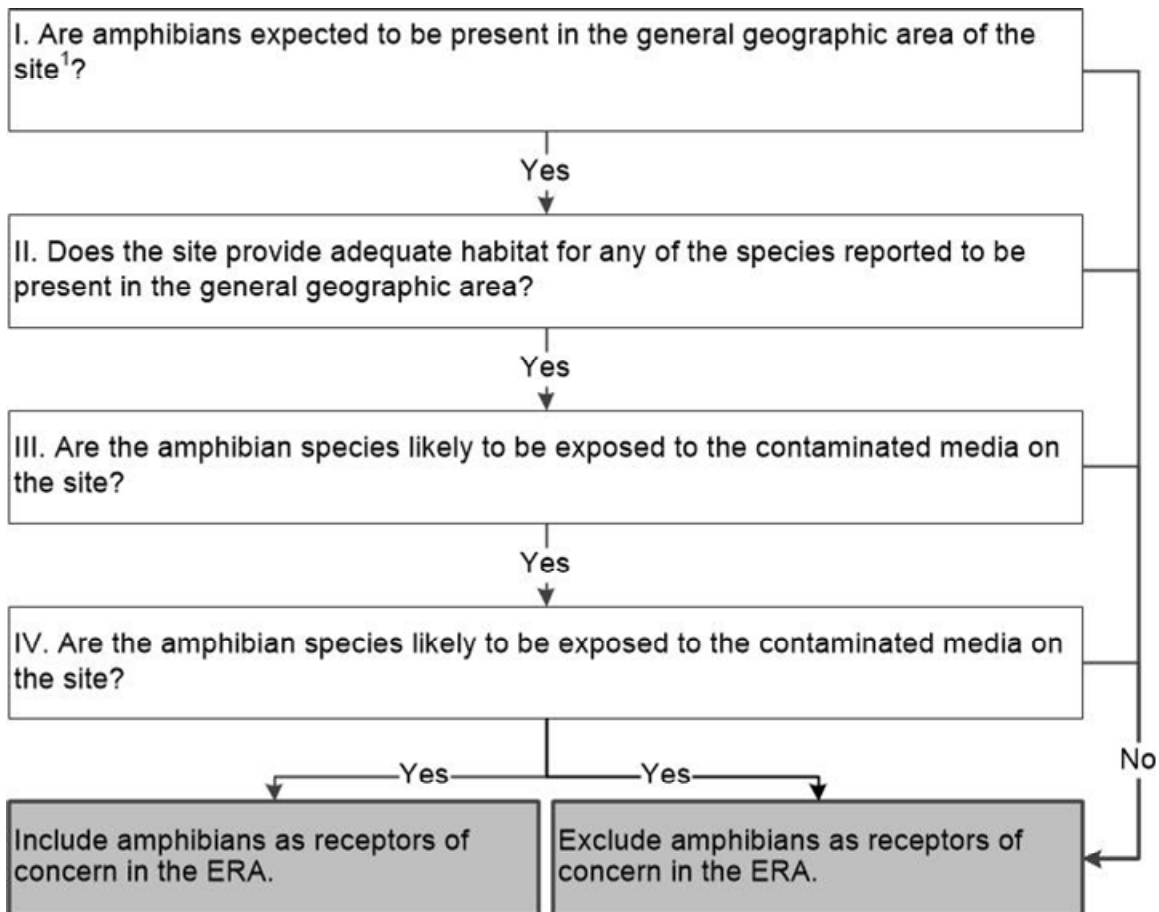 I. Are amphibians expected to be present in the general geographic area of the
site¹?
Yes
II. Does the site provide adequate habitat for any of the species reported to be
present in the general geographic area?
Yes
III. Are the amphibian species likely to be exposed to the contaminated media on
the site?
Yes
IV. Are the amphibian species likely to be exposed to the contaminated media on
the site?
No
Yes
Yes
Include amphibians as receptors of
concern in the ERA.
Exclude amphibians as receptors of
concern in the ERA.